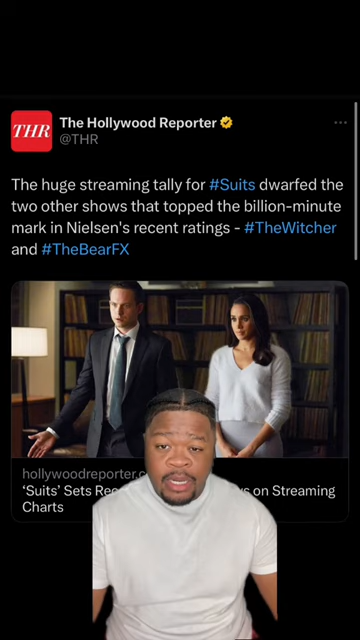 THR
The Hollywood Reporter
@THR
The huge streaming tally for #Suits dwarfed the
two other shows that topped the billion-minute
mark in Nielsen's recent ratings - #TheWitcher
and #TheBearFX
hollywoodreporter.c
'Suits' Sets Rec on Streaming
Charts